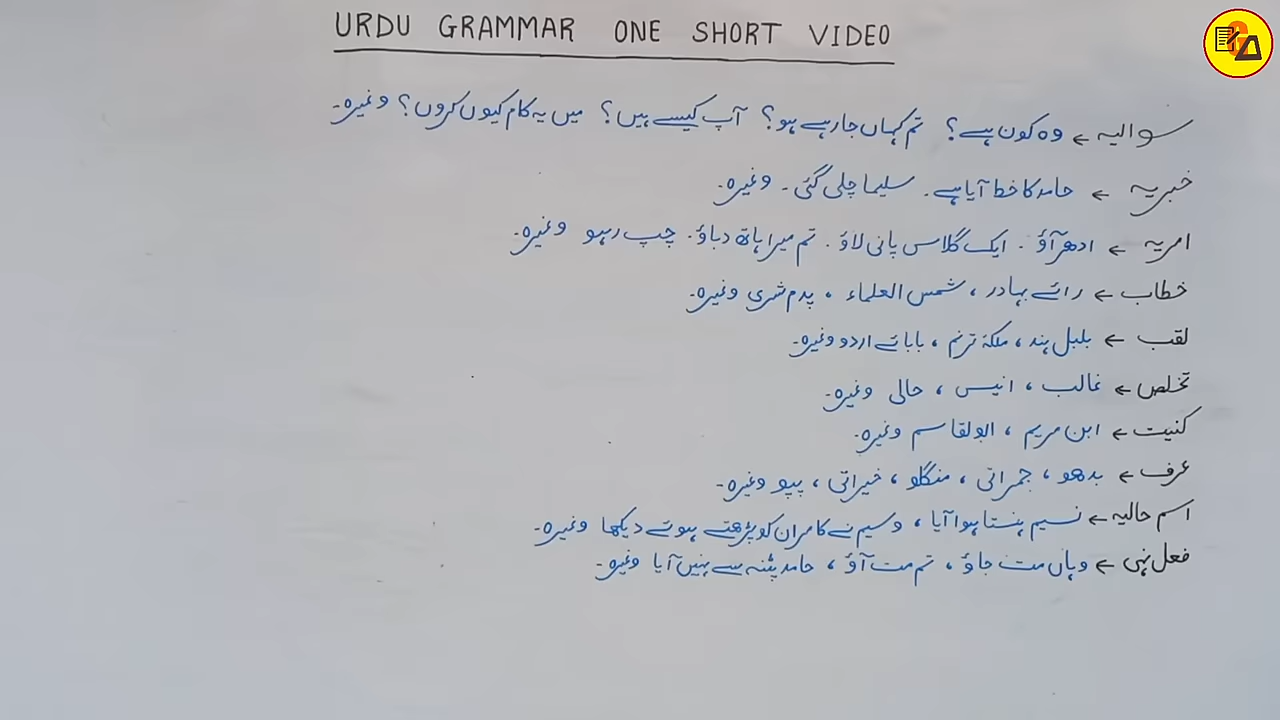 URDU GRAMMAR ONE SHORT VIDEO
سوالیہ ← وہ کون ہے؟ تم کہاں جارہے ہو؟ آپ کیسے ہیں؟ میں یہ کام کیوں کروں؟ وغیرہ۔
خبریہ ← حامد کا خط آیا ہے۔ سلیما چلی گئی۔ وغیرہ۔
امریہ ← ادھر آؤ۔ ایک گلاس پانی لاؤ۔ تم میرا ہاتھ دباؤ۔ چپ رہو وغیرہ۔
خطاب ← رائے بہادر، شمس العلماء، پدم شری وغیرہ۔
لقب ← بلبل ہند، ملکۂ ترنم، بابائے اردو وغیرہ۔
تخلص ← غالب، انیس، حالی وغیرہ۔
کنیت ← ابن مریم، ابولقاسم وغیرہ۔
عرف ← بدھو، جمراتی، منگلو، خیراتی، پپو وغیرہ۔
اسم حالیہ ← نسیم ہنستا ہوا آیا، وسیم نے کامران کو پڑھتے ہوئے دیکھا وغیرہ۔
فعل نہی ← وہاں مت جاؤ، تم مت آؤ، حامد پٹنہ سے نہیں آیا وغیرہ۔